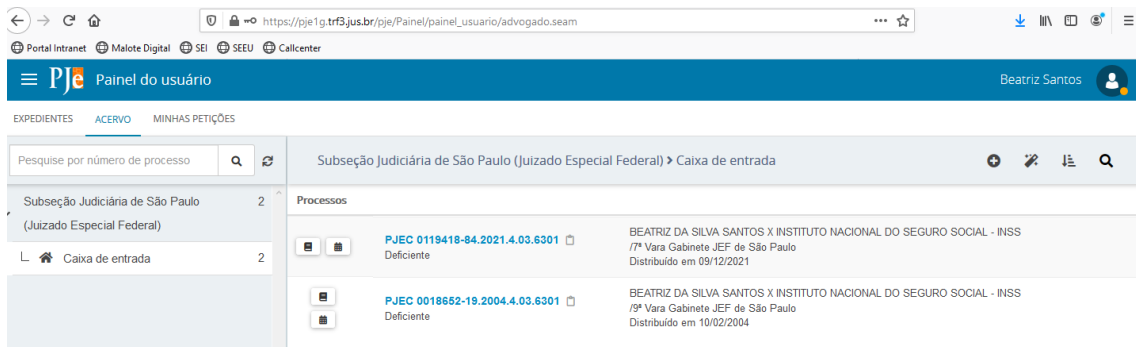 https://pje1g.trf3.jus.br/pje/Painel/painel_usuario/advogado.seam
Portal Intranet Malote Digital SEI SEEU Callcenter
PJe Painel do usuário Beatriz Santos
EXPEDIENTES ACERVO MINHAS PETIÇÕES
Pesquise por número de processo
Subseção Judiciária de São Paulo (Juizado Especial Federal) > Caixa de entrada
Subseção Judiciária de São Paulo 2
(Juizado Especial Federal)
Caixa de entrada 2
Processos
PJEC 0119418-84.2021.4.03.6301
Deficiente
BEATRIZ DA SILVA SANTOS X INSTITUTO NACIONAL DO SEGURO SOCIAL - INSS
/7ª Vara Gabinete JEF de São Paulo
Distribuído em 09/12/2021
PJEC 0018652-19.2004.4.03.6301
Deficiente
BEATRIZ DA SILVA SANTOS X INSTITUTO NACIONAL DO SEGURO SOCIAL - INSS
/9ª Vara Gabinete JEF de São Paulo
Distribuído em 10/02/2004